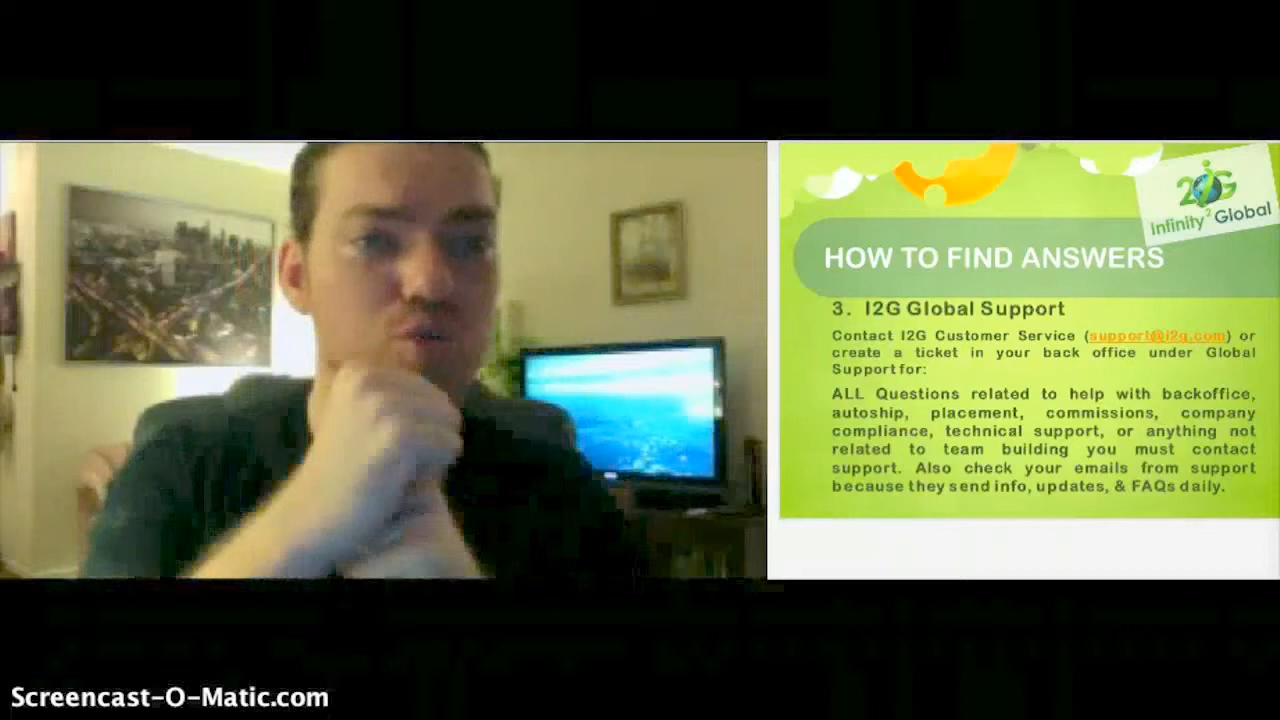 2G
Infinity2 Global
HOW TO FIND ANSWERS
3. I2G Global Support
Contact I2G Customer Service (support@i2g.com) or
create a ticket in your back office under Global
Support for:
ALL Questions related to help with backoffice,
autoship, placement, commissions, company
compliance, technical support, or anything not
related to team building you must contact
support. Also check your emails from support
because they send info, updates, & FAQs daily.
Screencast-O-Matic.com